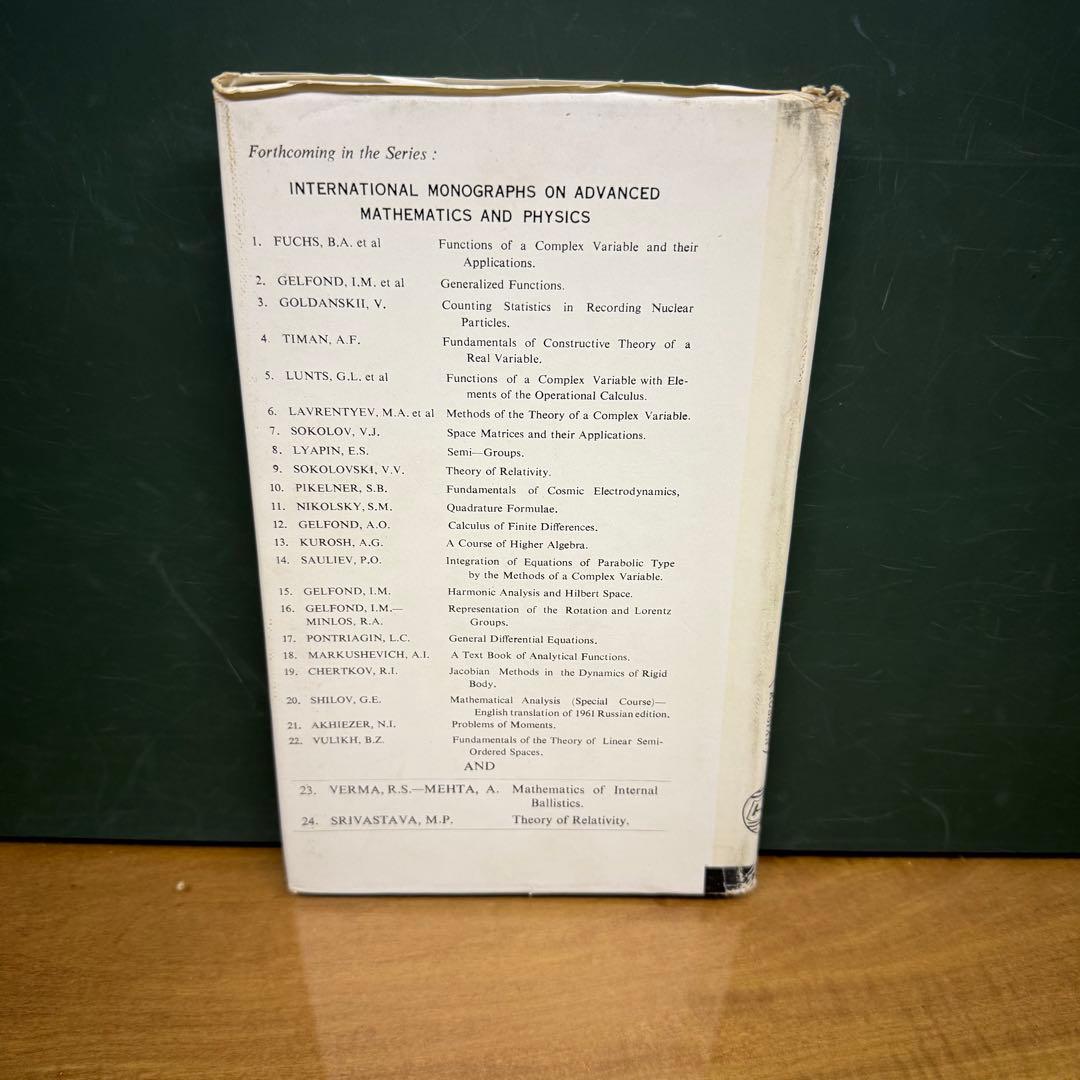 Forthcoming in the Series :
INTERNATIONAL MONOGRAPHS ON ADVANCED
MATHEMATICS AND PHYSICS
1. FUCHS, B.A. et al Functions of a Complex Variable and their
Applications.
2. GELFOND, I.M. et al Generalized Functions.
3. GOLDANSKII, V. Counting Statistics in Recording Nuclear
Particles.
4. TIMAN, A.F. Fundamentals of Constructive Theory of a
Real Variable.
5. LUNTS, G.L. et al Functions of a Complex Variable with Ele-
ments of the Operational Calculus.
6. LAVRENTYEV, M.A. et al Methods of the Theory of a Complex Variable.
7. SOKOLOV, V.J. Space Matrices and their Applications.
8. LYAPIN, E.S. Semi—Groups.
9. SOKOLOVSKI, V.V. Theory of Relativity.
10. PIKELNER, S.B. Fundamentals of Cosmic Electrodynamics,
11. NIKOLSKY, S.M. Quadrature Formulae.
12. GELFOND, A.O. Calculus of Finite Differences.
13. KUROSH, A.G. A Course of Higher Algebra.
14. SAULIEV, P.O. Integration of Equations of Parabolic Type
by the Methods of a Complex Variable.
15. GELFOND, I.M. Harmonic Analysis and Hilbert Space.
16. GELFOND, I.M.— Representation of the Rotation and Lorentz
MINLOS, R.A. Groups.
17. PONTRIAGIN, L.C. General Differential Equations.
18. MARKUSHEVICH, A.I. A Text Book of Analytical Functions.
19. CHERTKOV, R.I. Jacobian Methods in the Dynamics of Rigid
Body.
20. SHILOV, G.E. Mathematical Analysis (Special Course)—
English translation of 1961 Russian edition.
21. AKHIEZER, N.I. Problems of Moments.
22. VULIKH, B.Z. Fundamentals of the Theory of Linear Semi-
Ordered Spaces.
AND
23. VERMA, R.S.—MEHTA, A. Mathematics of Internal
Ballistics.
24. SRIVASTAVA, M.P. Theory of Relativity.